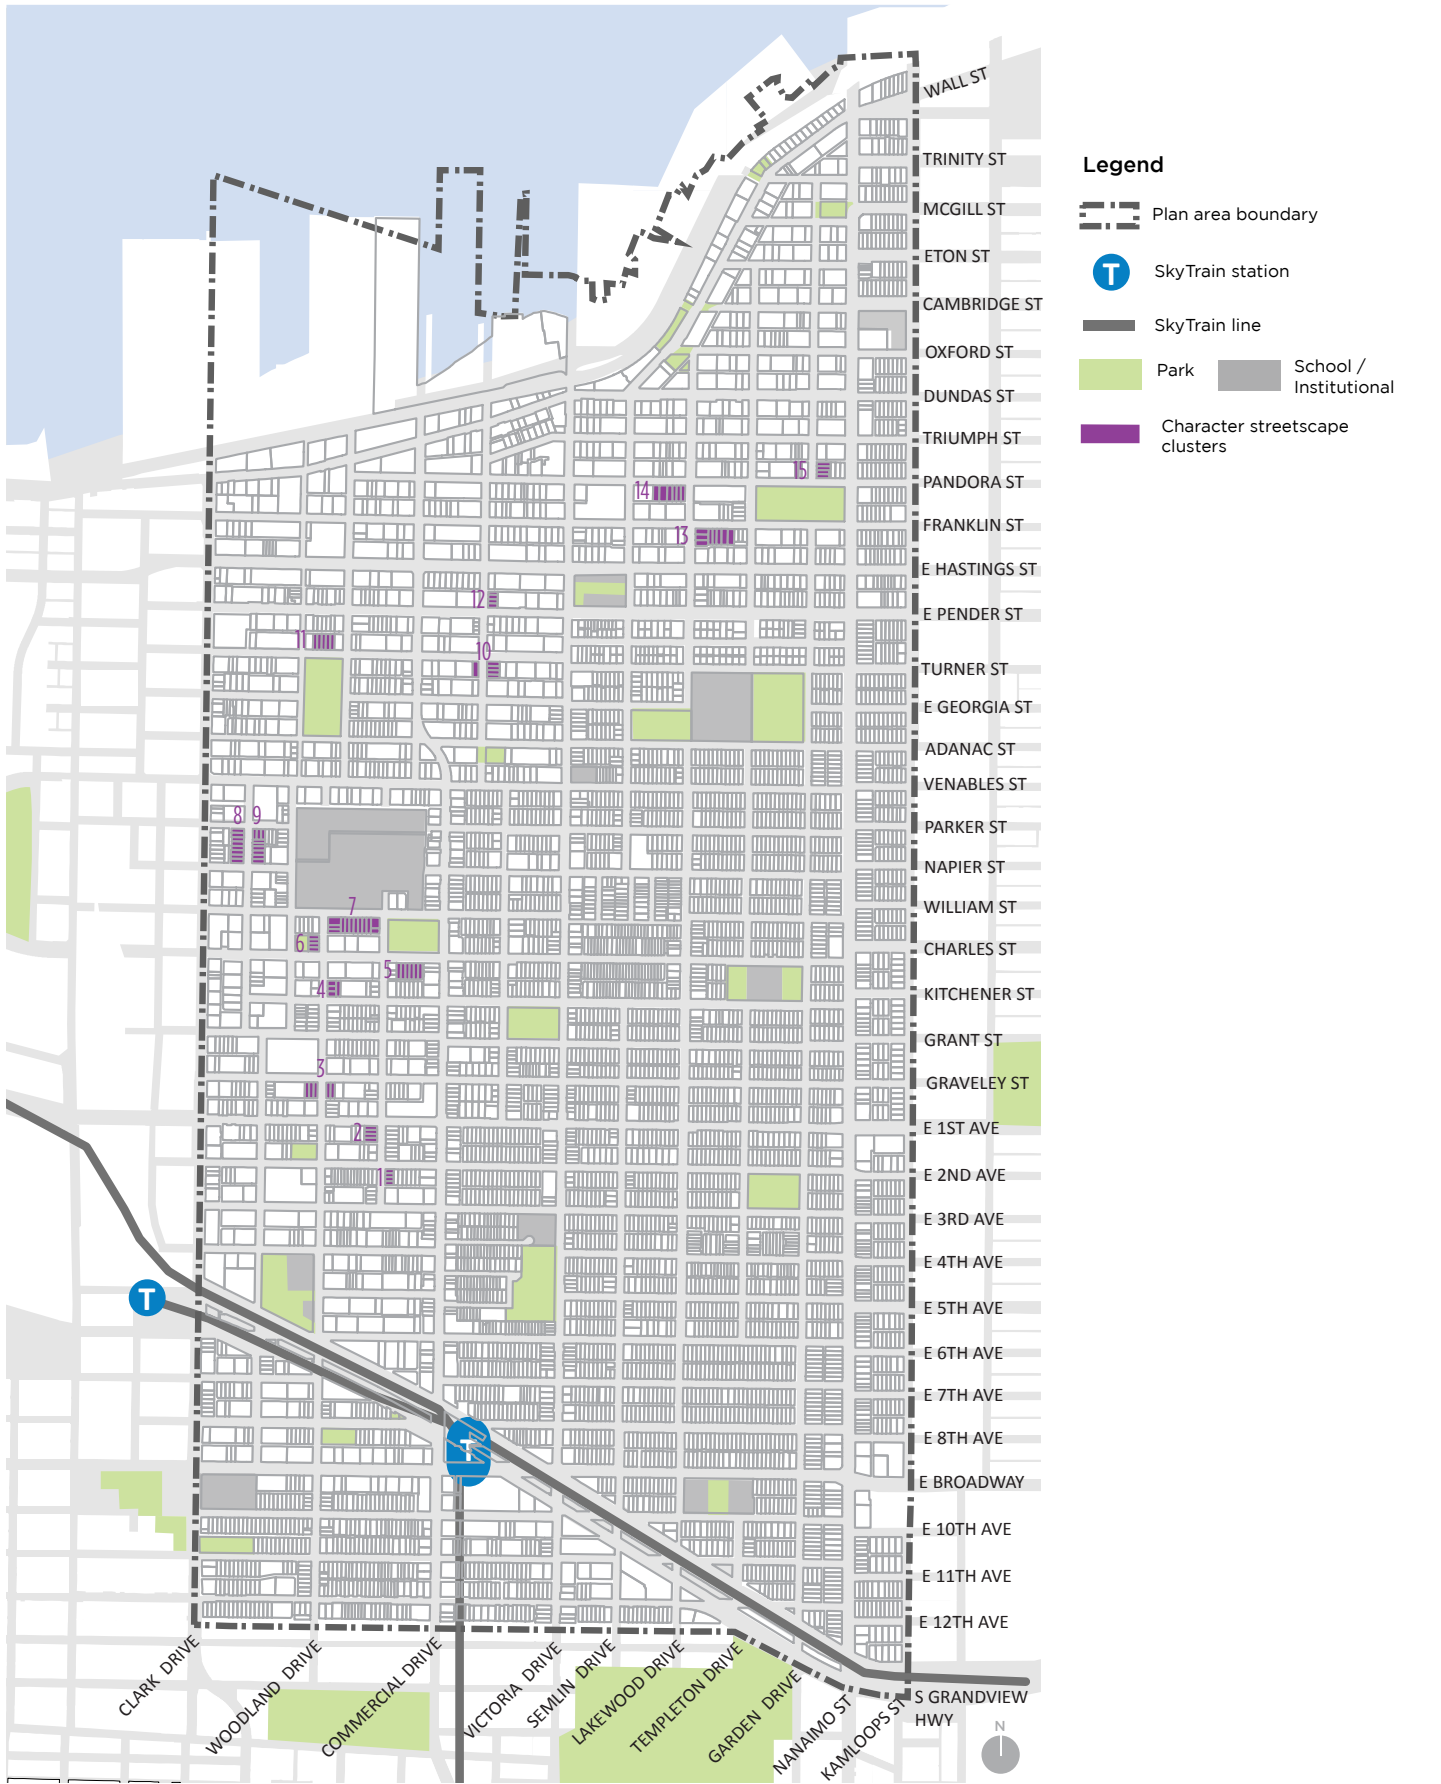 WALL ST
TRINITY ST
MCGILL ST
ETON ST
CAMBRIDGE ST
OXFORD ST
DUNDAS ST
TRIUMPH ST
PANDORA ST
FRANKLIN ST
E HASTINGS ST
E PENDER ST
TURNER ST
E GEORGIA ST
ADANAC ST
VENABLES ST
PARKER ST
NAPIER ST
WILLIAM ST
CHARLES ST
KITCHENER ST
GRANT ST
GRAVELEY ST
E 1ST AVE
E 2ND AVE
E 3RD AVE
E 4TH AVE
E 5TH AVE
E 6TH AVE
E 7TH AVE
E 8TH AVE
E BROADWAY
E 10TH AVE
E 11TH AVE
E 12TH AVE
S GRANDVIEW
HWY
15
14
13
12
11
10
8 9
7
6
5
4
3
2
1
T
T
CLARK DRIVE
WOODLAND DRIVE
COMMERCIAL DRIVE
VICTORIA DRIVE
SEMLIN DRIVE
LAKEWOOD DRIVE
TEMPLETON DRIVE
GARDEN DRIVE
NANAIMO ST
KAMLOOPS ST
N
Legend
Plan area boundary
T SkyTrain station
SkyTrain line
Park
School /
Institutional
Character streetscape
clusters